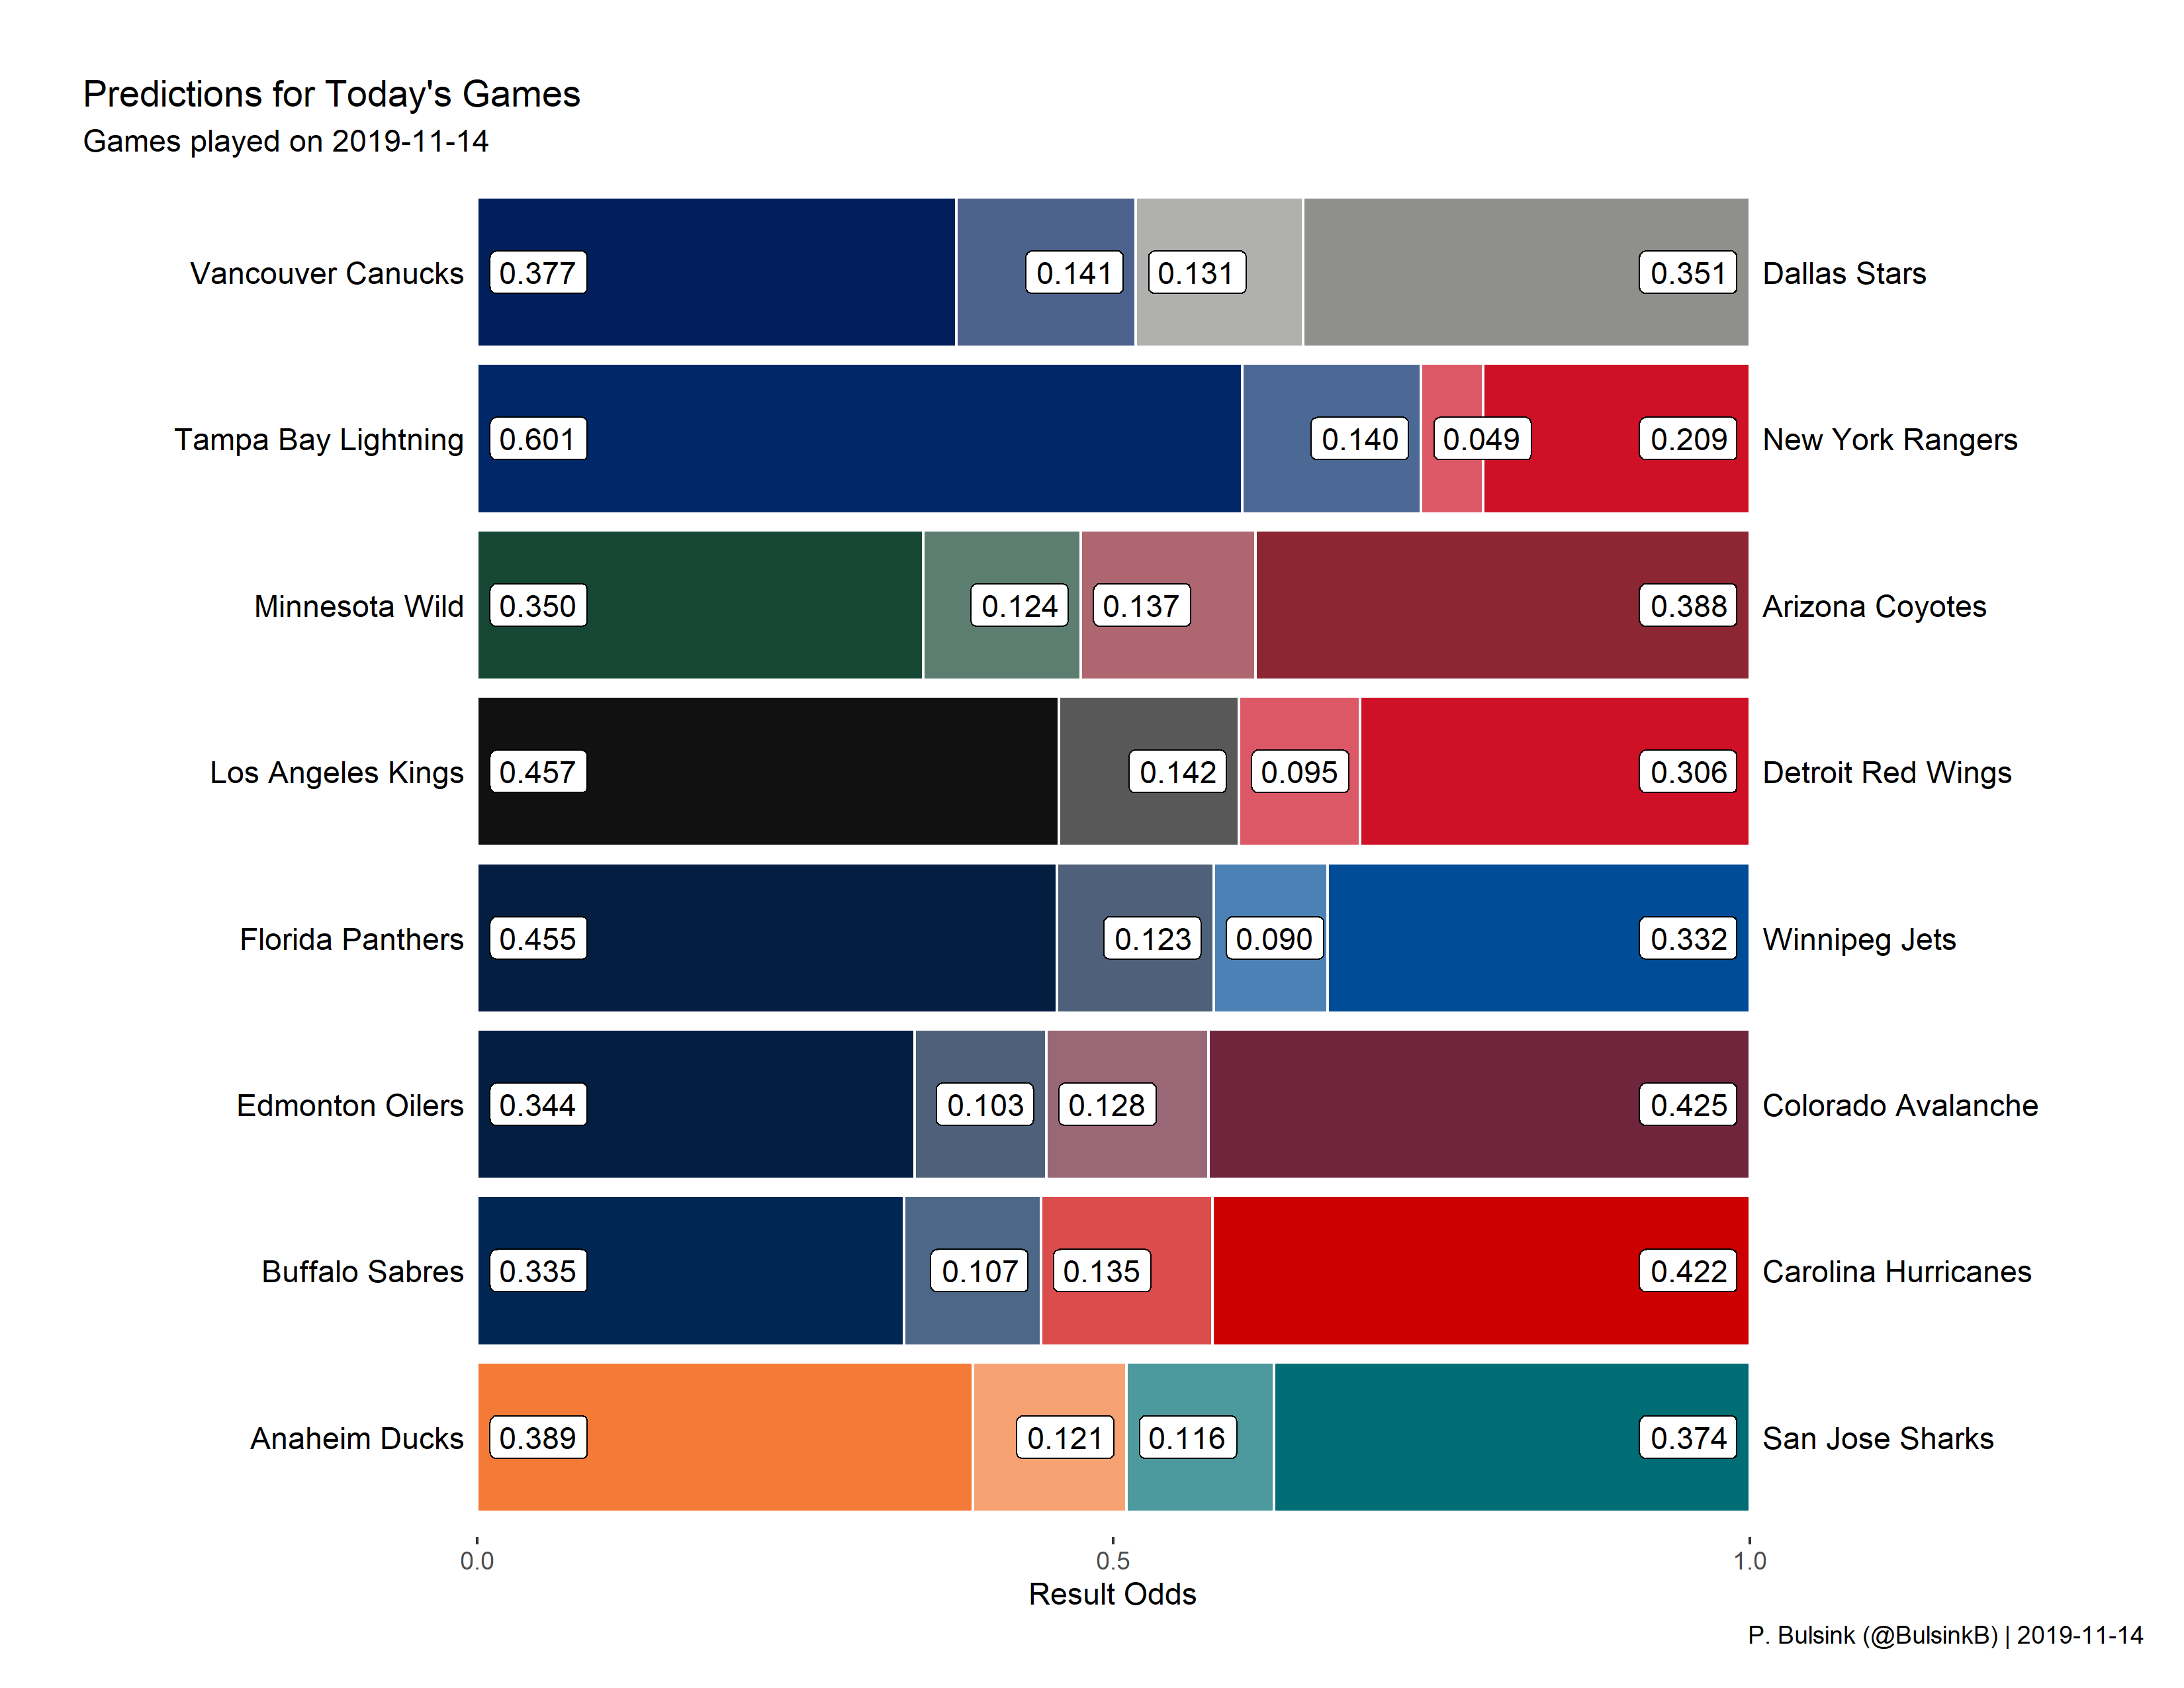 Predictions for Today's Games
Games played on 2019-11-14
Vancouver Canucks 0.377 0.141 0.131 0.351 Dallas Stars
Tampa Bay Lightning 0.601 0.140 0.049 0.209 New York Rangers
Minnesota Wild 0.350 0.124 0.137 0.388 Arizona Coyotes
Los Angeles Kings 0.457 0.142 0.095 0.306 Detroit Red Wings
Florida Panthers 0.455 0.123 0.090 0.332 Winnipeg Jets
Edmonton Oilers 0.344 0.103 0.128 0.425 Colorado Avalanche
Buffalo Sabres 0.335 0.107 0.135 0.422 Carolina Hurricanes
Anaheim Ducks 0.389 0.121 0.116 0.374 San Jose Sharks
0.0 0.5 1.0
Result Odds
P. Bulsink (@BulsinkB) | 2019-11-14